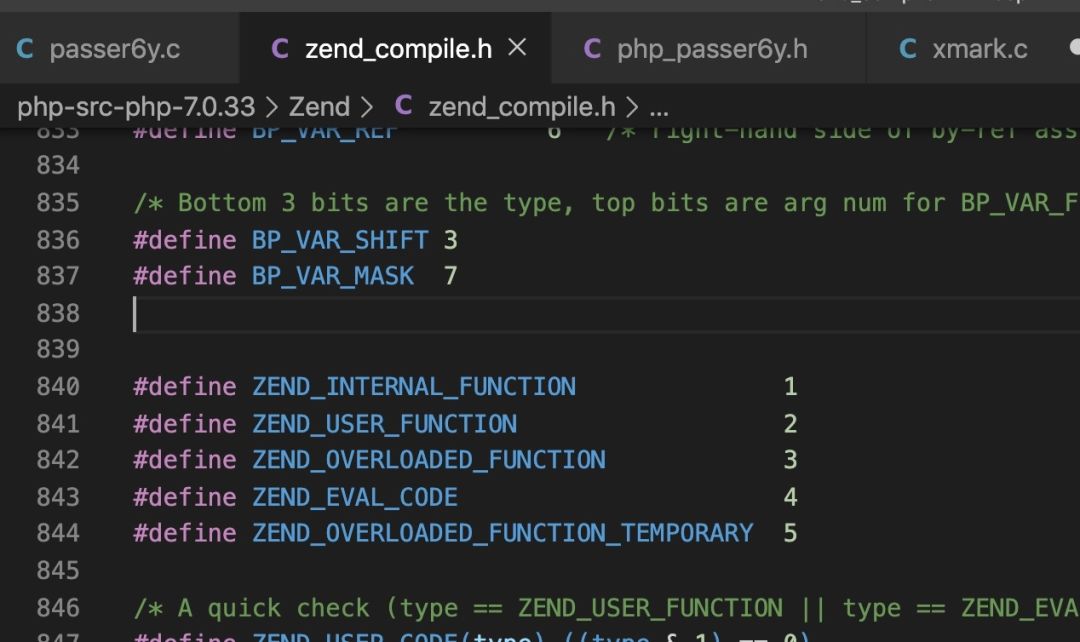 C passer6y.c C zend_compile.h × C php_passer6y.h C xmark.c
php-src-php-7.0.33 > Zend > C zend_compile.h > ...
833 #define BP_VAR_REF 6 /* right-hand side of by-ref ass
834
835 /* Bottom 3 bits are the type, top bits are arg num for BP_VAR_F
836 #define BP_VAR_SHIFT 3
837 #define BP_VAR_MASK 7
838
839
840 #define ZEND_INTERNAL_FUNCTION 1
841 #define ZEND_USER_FUNCTION 2
842 #define ZEND_OVERLOADED_FUNCTION 3
843 #define ZEND_EVAL_CODE 4
844 #define ZEND_OVERLOADED_FUNCTION_TEMPORARY 5
845
846 /* A quick check (type == ZEND_USER_FUNCTION || type == ZEND_EVA
847 #define ZEND_USER_CODE(type) ((type & 1) == 0)